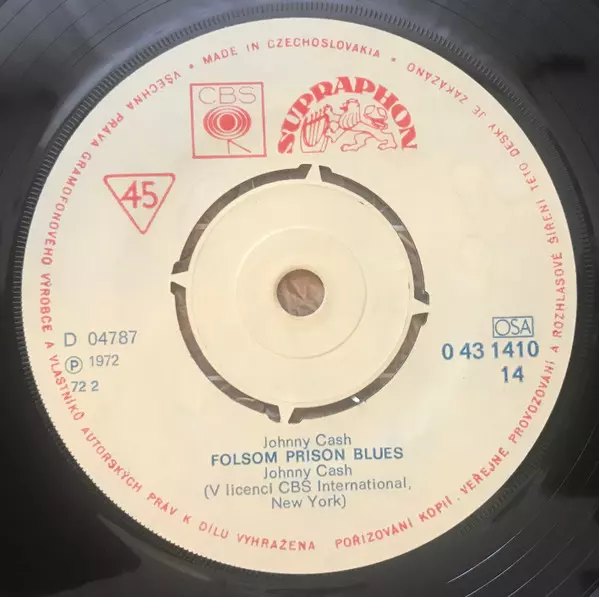 • MADE IN CZECHOSLOVAKIA •
VŠECHNA PRÁVA GRAMOFONOVÉHO VÝROBCE A VLASTNÍKŮ AUTORSKÝCH PRÁV K DÍLU VYHRAŽENA. POŘIZOVÁNÍ KOPIÍ, VEŘEJNÉ PROVOZOVÁNÍ A ROZHLASOVÉ ŠÍŘENÍ TÉTO DESKY JE ZAKÁZÁNO
CBS
SUPRAPHON
45
D 04787
Ⓟ 1972
72 2
OSA
0 43 1410
14
Johnny Cash
FOLSOM PRISON BLUES
Johnny Cash
(V licenci CBS International,
New York)